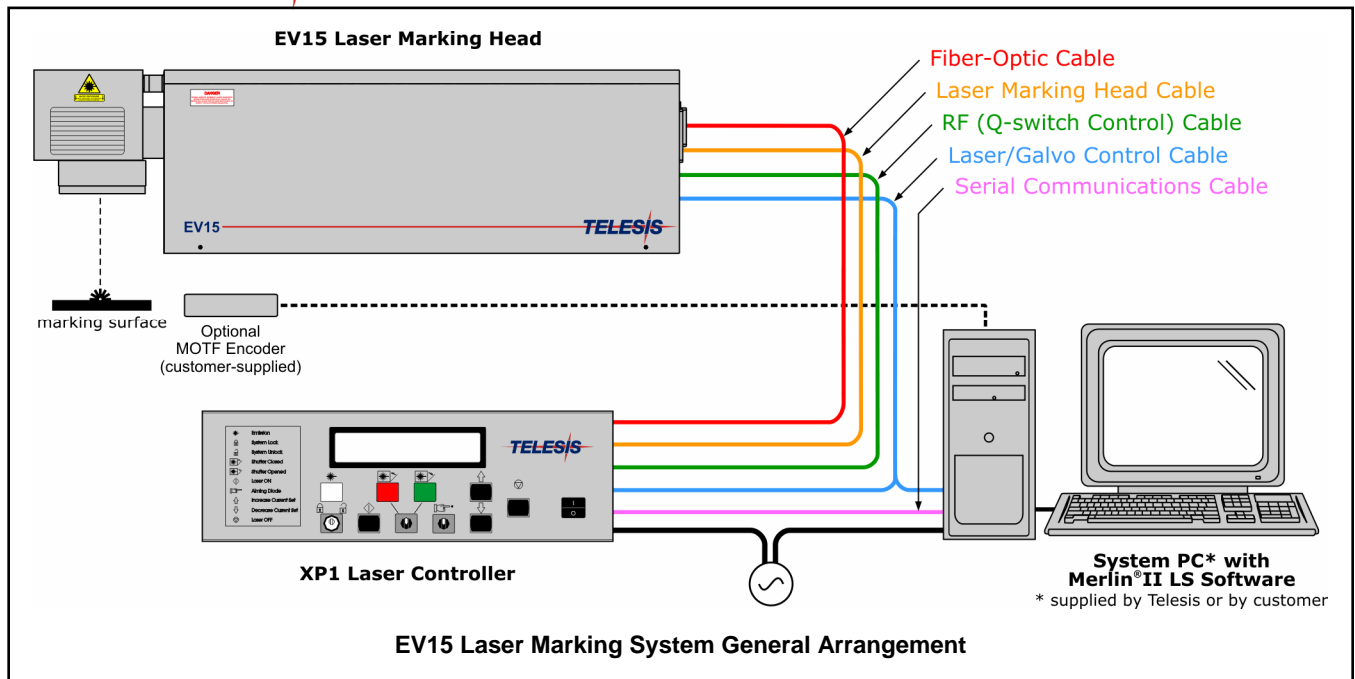 EV15 Laser Marking Head
Fiber-Optic Cable
Laser Marking Head Cable
RF (Q-switch Control) Cable
Laser/Galvo Control Cable
Serial Communications Cable
DANGER
EV15
TELESIS
marking surface
Optional
MOTF Encoder
(customer-supplied)
Emission
System Lock
System Unlock
Shutter Closed
Shutter Opened
Laser ON
Aiming Diode
Increase Current Set
Decrease Current Set
Laser OFF
TELESIS
I
O
XP1 Laser Controller
System PC* with
Merlin®II LS Software
* supplied by Telesis or by customer
EV15 Laser Marking System General Arrangement